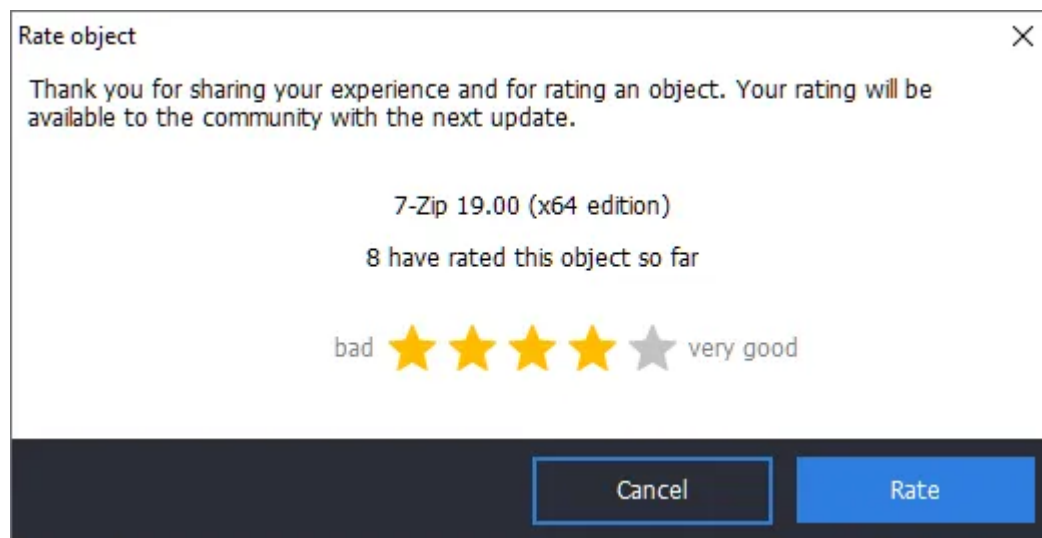 Rate object
Thank you for sharing your experience and for rating an object. Your rating will be
available to the community with the next update.
7-Zip 19.00 (x64 edition)
8 have rated this object so far
bad very good
Cancel Rate